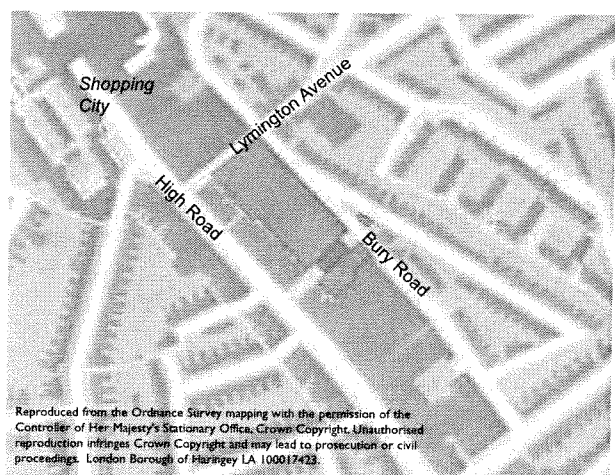 Shopping
City
Lymington Avenue
High Road
Bury Road
Reproduced from the Ordnance Survey mapping with the permission of the
Controller of Her Majesty's Stationary Office, Crown Copyright. Unauthorised
reproduction infringes Crown Copyright and may lead to prosecution or civil
proceedings. London Borough of Haringey LA 100017423.